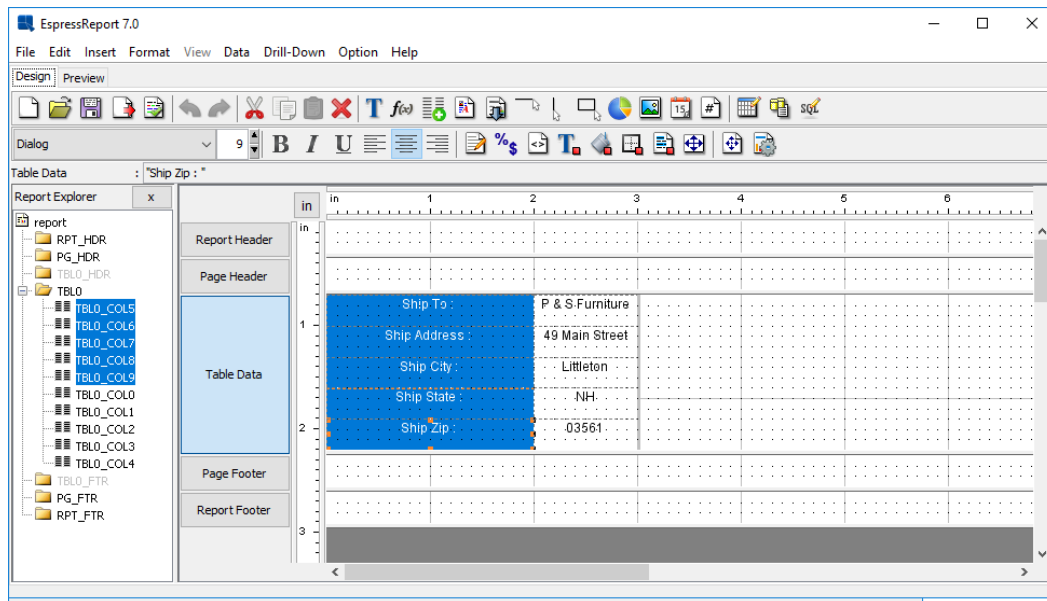 EspressReport 7.0
File Edit Insert Format View Data Drill-Down Option Help
Design Preview
Dialog 9 B I U
Table Data : "Ship Zip : "
Report Explorer x
report
RPT_HDR
PG_HDR
TBL0_HDR
TBL0
TBL0_COL5
TBL0_COL6
TBL0_COL7
TBL0_COL8
TBL0_COL9
TBL0_COL0
TBL0_COL1
TBL0_COL2
TBL0_COL3
TBL0_COL4
TBL0_FTR
PG_FTR
RPT_FTR
in
in 1 2 3 4 5 6
in
1
2
3
Report Header
Page Header
Table Data
Page Footer
Report Footer
Ship To : P & S Furniture
Ship Address : 49 Main Street
Ship City : Littleton
Ship State : NH
Ship Zip : 03561